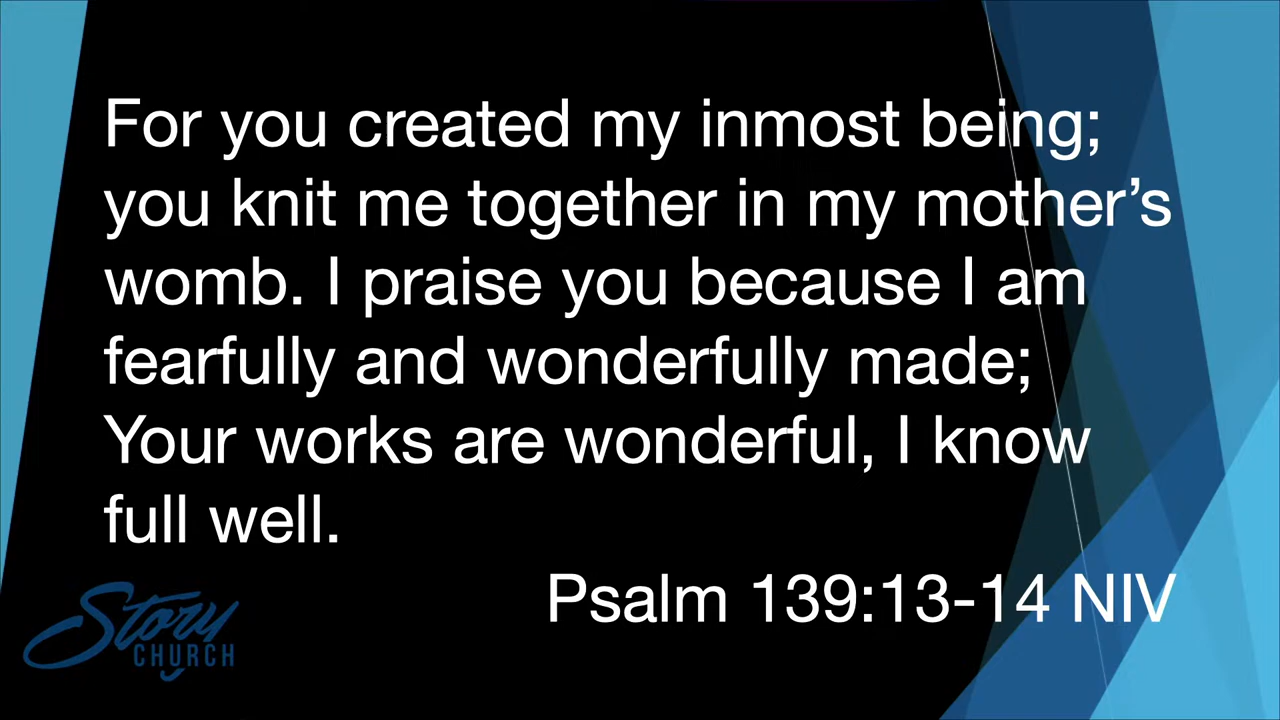 For you created my inmost being;
you knit me together in my mother’s
womb. I praise you because I am
fearfully and wonderfully made;
Your works are wonderful, I know
full well.
Psalm 139:13-14 NIV
Story
CHURCH